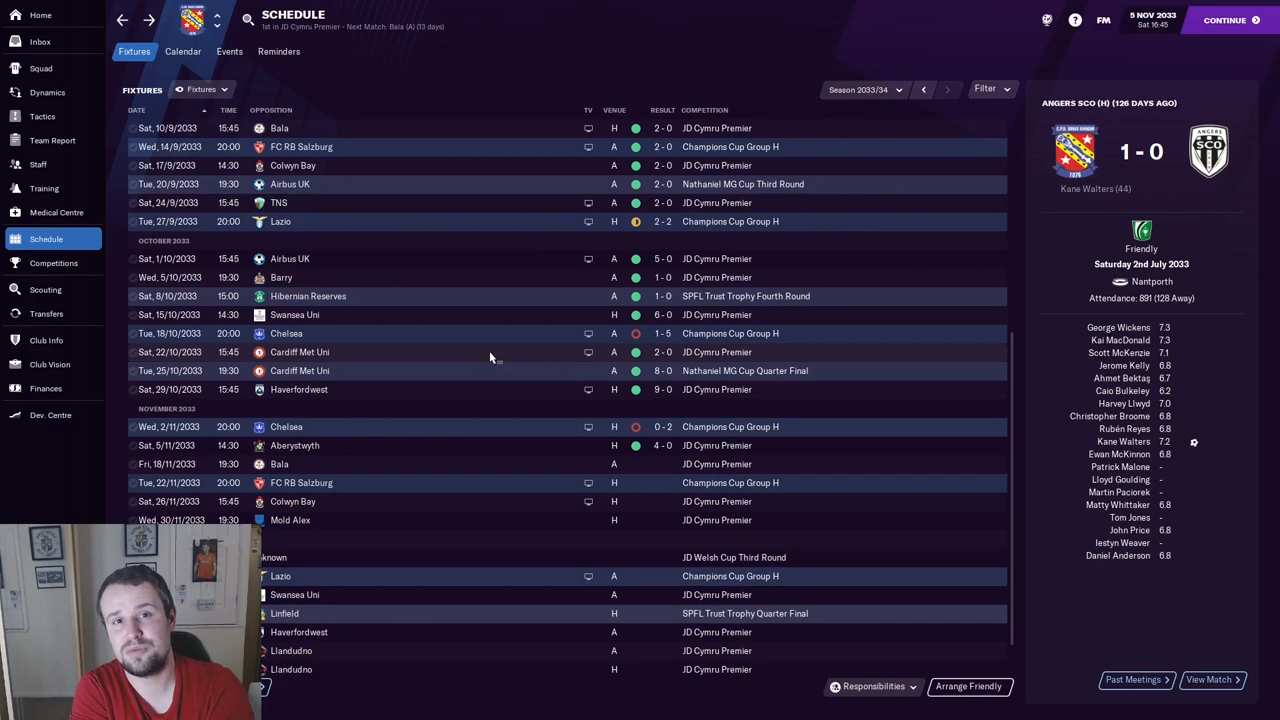 SCHEDULE
1st in JD Cymru Premier - Next Match: Bala (A) (13 days)
FM
5 NOV 2033
Sat 16:45
CONTINUE
Home
Inbox
Squad
Dynamics
Tactics
Team Report
Staff
Training
Medical Centre
Schedule
Competitions
Scouting
Transfers
Club Info
Club Vision
Finances
Dev. Centre
Fixtures Calendar Events Reminders
FIXTURES Fixtures Season 2033/34 Filter
DATE TIME OPPOSITION TV VENUE RESULT COMPETITION
Sat, 10/9/2033 15:45 Bala H 2 - 0 JD Cymru Premier
Wed, 14/9/2033 20:00 FC RB Salzburg A 2 - 0 Champions Cup Group H
Sat, 17/9/2033 14:30 Colwyn Bay A 2 - 0 JD Cymru Premier
Tue, 20/9/2033 19:30 Airbus UK A 2 - 0 Nathaniel MG Cup Third Round
Sat, 24/9/2033 15:45 TNS A 2 - 0 JD Cymru Premier
Tue, 27/9/2033 20:00 Lazio H 2 - 2 Champions Cup Group H
OCTOBER 2033
Sat, 1/10/2033 15:45 Airbus UK A 5 - 0 JD Cymru Premier
Wed, 5/10/2033 19:30 Barry A 1 - 0 JD Cymru Premier
Sat, 8/10/2033 15:00 Hibernian Reserves A 1 - 0 SPFL Trust Trophy Fourth Round
Sat, 15/10/2033 14:30 Swansea Uni H 6 - 0 JD Cymru Premier
Tue, 18/10/2033 20:00 Chelsea A 1 - 5 Champions Cup Group H
Sat, 22/10/2033 15:45 Cardiff Met Uni A 2 - 0 JD Cymru Premier
Tue, 25/10/2033 19:30 Cardiff Met Uni A 8 - 0 Nathaniel MG Cup Quarter Final
Sat, 29/10/2033 15:45 Haverfordwest H 9 - 0 JD Cymru Premier
NOVEMBER 2033
Wed, 2/11/2033 20:00 Chelsea H 0 - 2 Champions Cup Group H
Sat, 5/11/2033 14:30 Aberystwyth H 4 - 0 JD Cymru Premier
Fri, 18/11/2033 19:30 Bala A JD Cymru Premier
Tue, 22/11/2033 20:00 FC RB Salzburg H Champions Cup Group H
Sat, 26/11/2033 15:45 Colwyn Bay H JD Cymru Premier
Wed, 30/11/2033 19:30 Mold Alex H JD Cymru Premier
nknown JD Welsh Cup Third Round
Lazio A Champions Cup Group H
Swansea Uni A JD Cymru Premier
Linfield H SPFL Trust Trophy Quarter Final
Haverfordwest A JD Cymru Premier
Llandudno A JD Cymru Premier
Llandudno H JD Cymru Premier
Responsibilities Arrange Friendly
ANGERS SCO (H) (126 DAYS AGO)
1 - 0
Kane Walters (44)
Friendly
Saturday 2nd July 2033
Nantporth
Attendance: 891 (128 Away)
George Wickens 7.3
Kai MacDonald 7.3
Scott McKenzie 7.1
Jerome Kelly 6.8
Ahmet Bektaş 6.7
Caio Bulkeley 6.2
Harvey Llwyd 7.0
Christopher Broome 6.8
Rubén Reyes 6.8
Kane Walters 7.2
Ewan McKinnon 6.8
Patrick Malone -
Lloyd Goulding -
Martin Paciorek -
Matty Whittaker 6.8
Tom Jones -
John Price 6.8
Iestyn Weaver -
Daniel Anderson 6.8
Past Meetings View Match